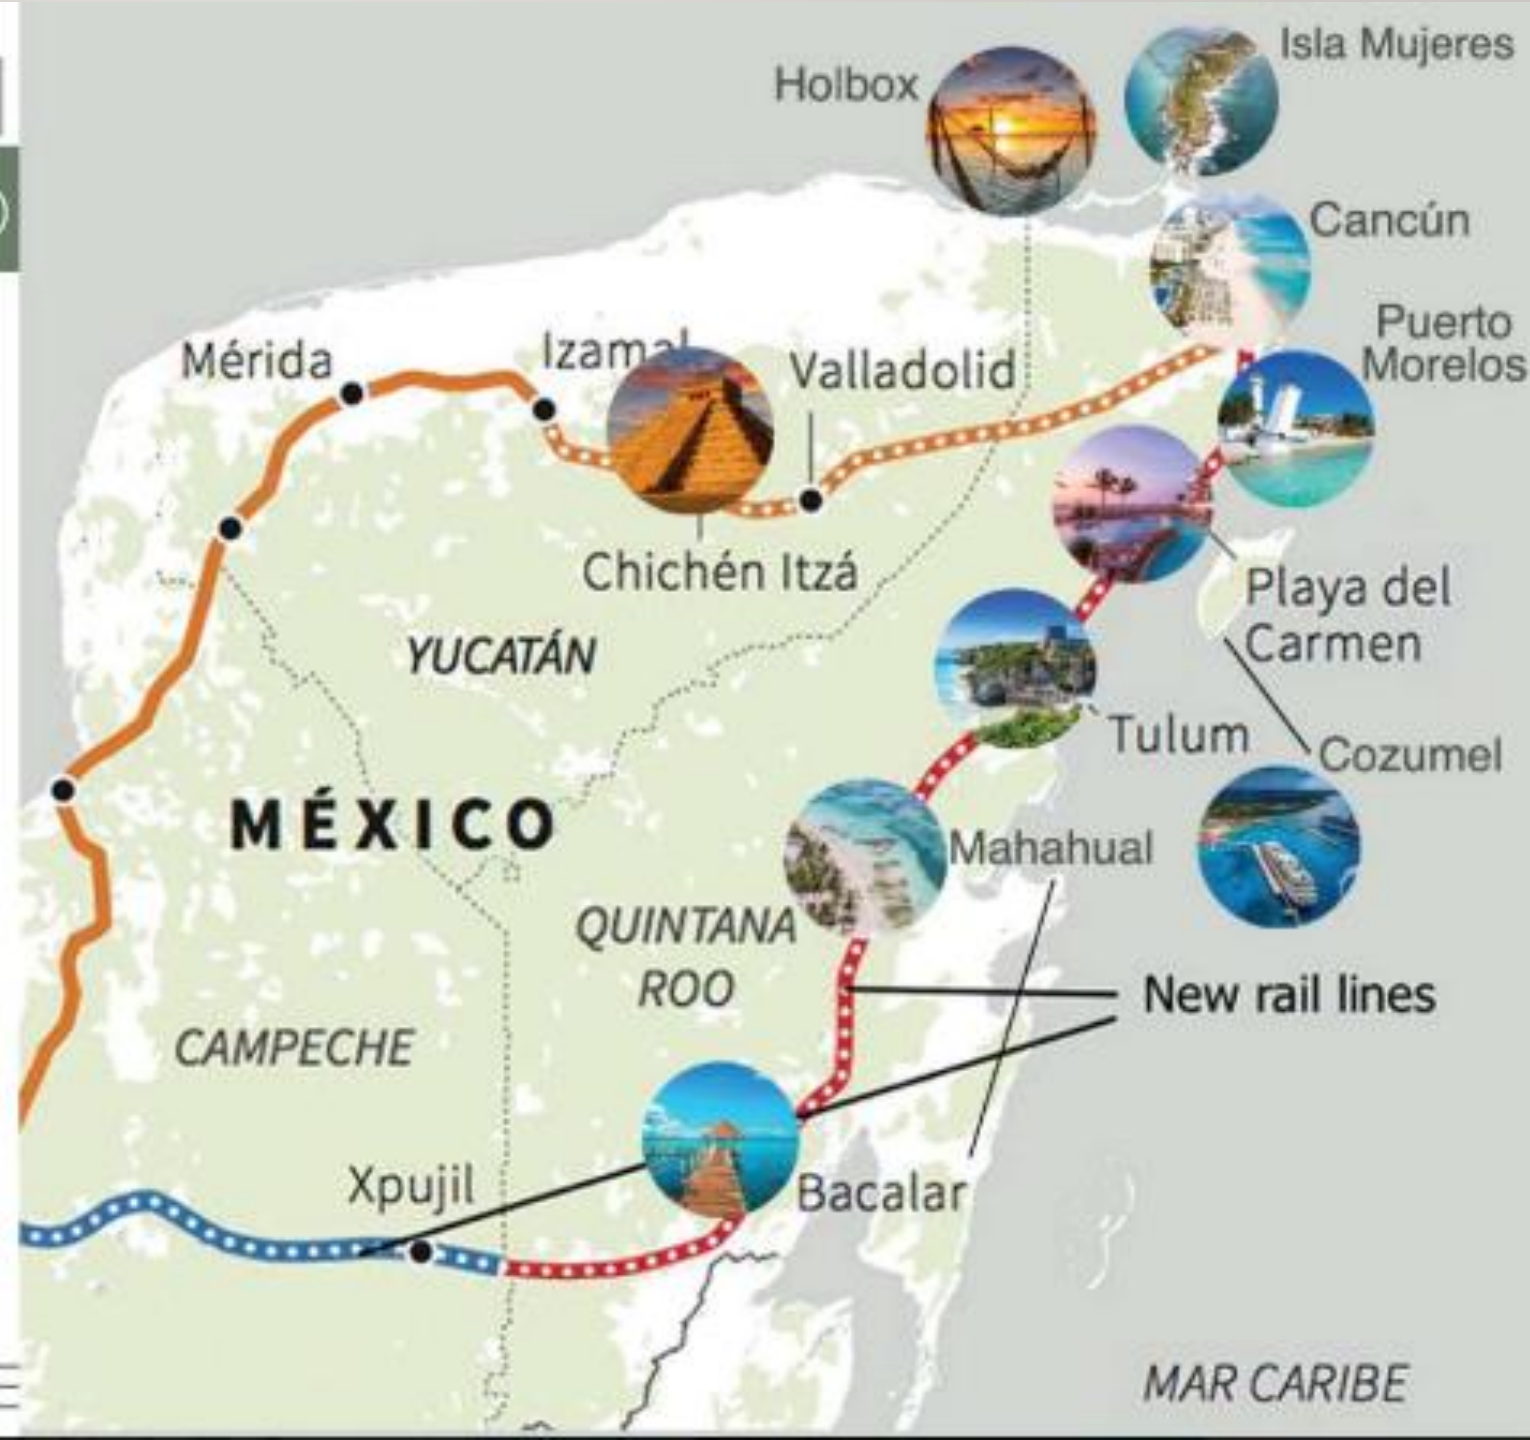 Isla Mujeres
Holbox
Cancún
Puerto
Morelos
Mérida
Izamal
Valladolid
Chichén Itzá
Playa del
Carmen
YUCATÁN
Tulum
Cozumel
MÉXICO
Mahahual
QUINTANA
ROO
New rail lines
CAMPECHE
Xpujil
Bacalar
MAR CARIBE